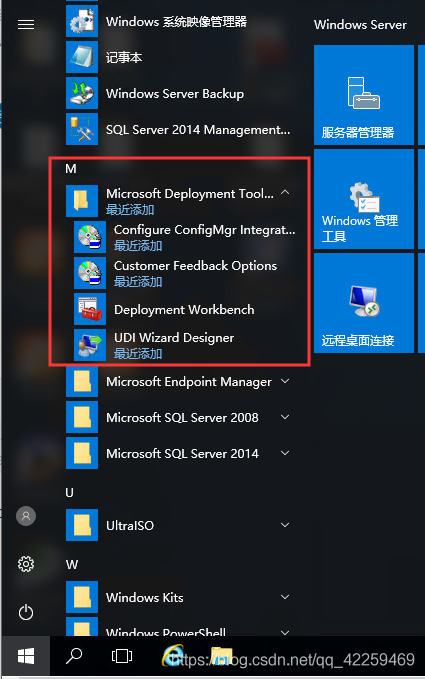 Windows 系统映像管理器
Windows Server
记事本
Windows Server Backup
SQL Server 2014 Management...
服务器管理器
M
Microsoft Deployment Tool...
最近添加
Configure ConfigMgr Integrat...
最近添加
Windows 管理
工具
Customer Feedback Options
最近添加
Deployment Workbench
UDI Wizard Designer
最近添加
远程桌面连接
Microsoft Endpoint Manager
Microsoft SQL Server 2008
Microsoft SQL Server 2014
U
UltraISO
W
Windows Kits
Windows PowerShell
https://blog.csdn.net/qq_42259469